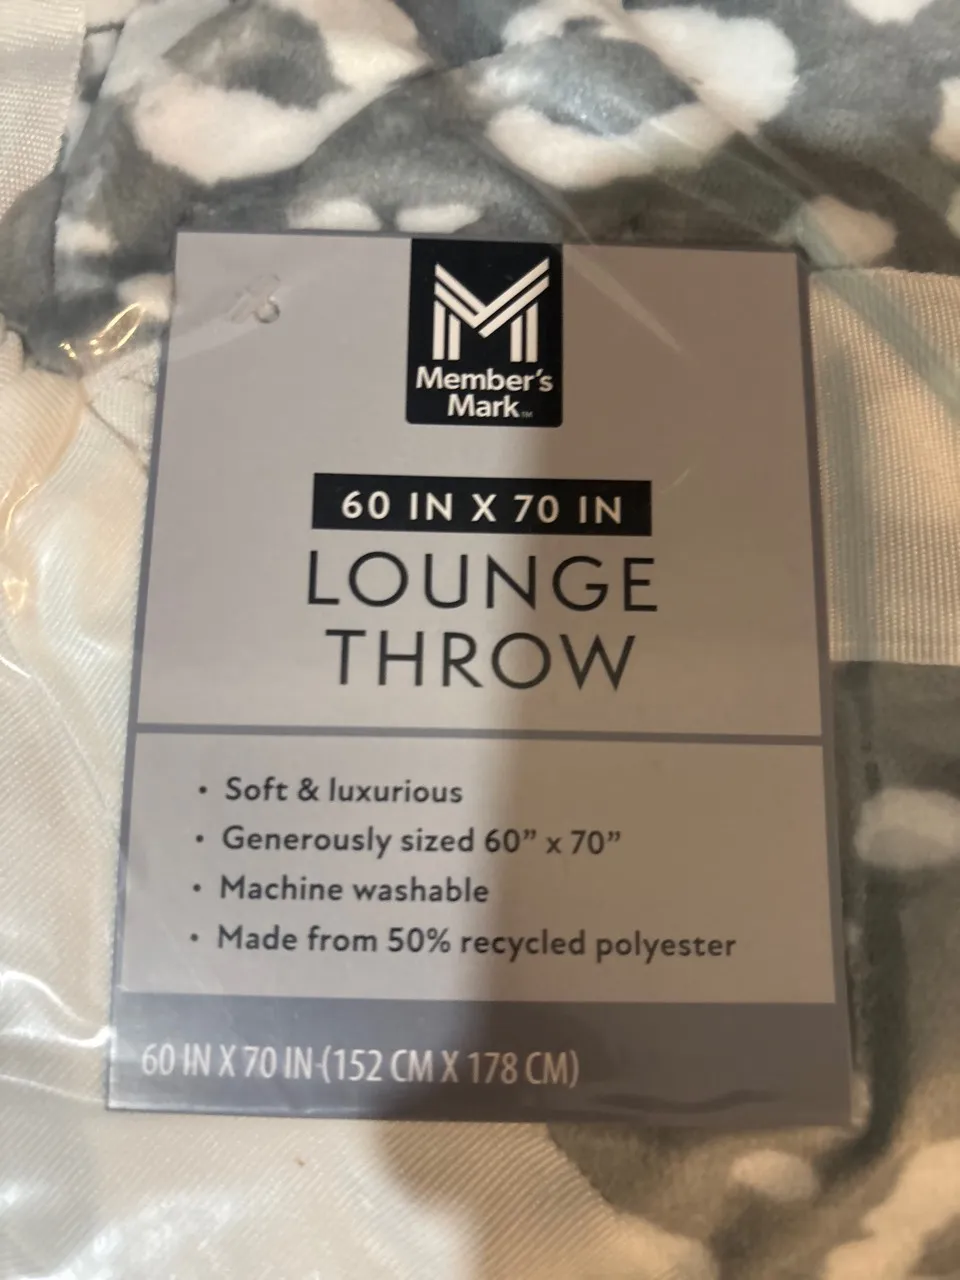 Member's
Mark™
60 IN X 70 IN
LOUNGE
THROW
• Soft & luxurious
• Generously sized 60” x 70”
• Machine washable
• Made from 50% recycled polyester
60 IN X 70 IN (152 CM X 178 CM)